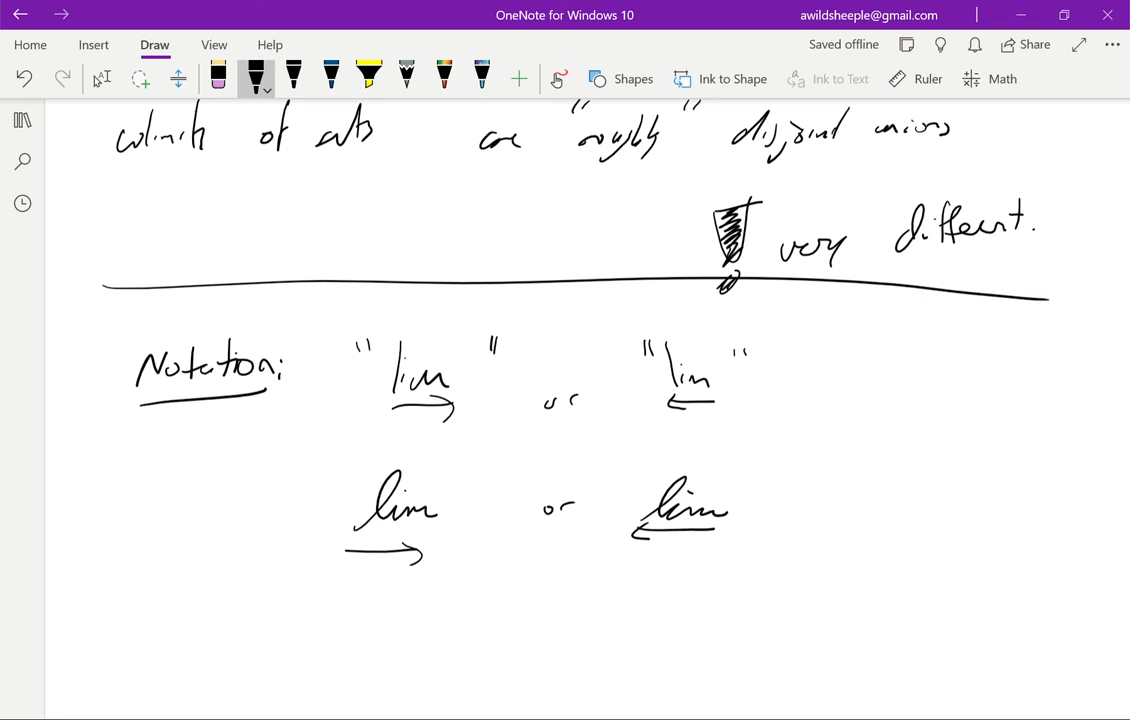 OneNote for Windows 10
awildsheeple@gmail.com
Home Insert Draw View Help Saved offline Share
Shapes Ink to Shape Ink to Text Ruler Math
colimits of sets are "roughly" disjoint unions
very different.
Notation: "lim" or "lim"
lim or lim